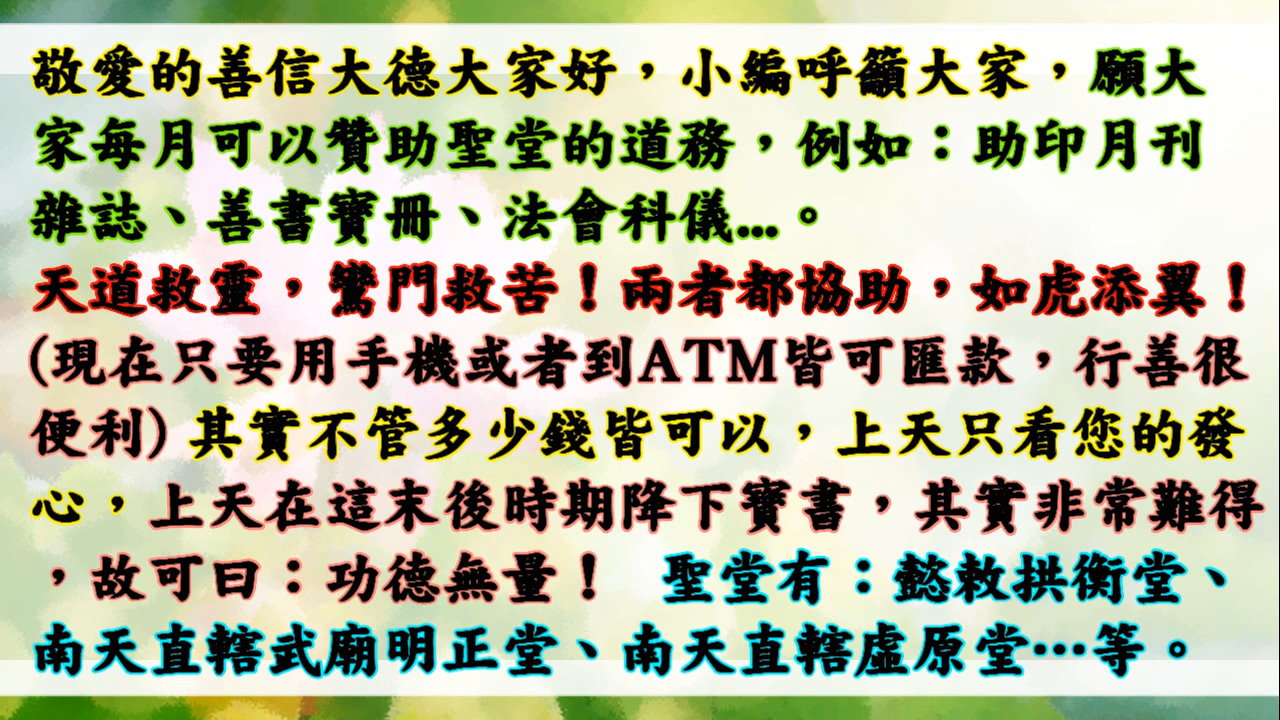 敬愛的善信大德大家好，小編呼籲大家，願大
家每月可以贊助聖堂的道務，例如：助印月刊
雜誌、善書寶冊、法會科儀...。
天道救靈，鸞門救苦！兩者都協助，如虎添翼！
(現在只要用手機或者到ATM皆可匯款，行善很
便利) 其實不管多少錢皆可以，上天只看您的發
心，上天在這末後時期降下寶書，其實非常難得
，故可曰：功德無量！ 聖堂有：懿敕拱衡堂、
南天直轄武廟明正堂、南天直轄虛原堂…等。